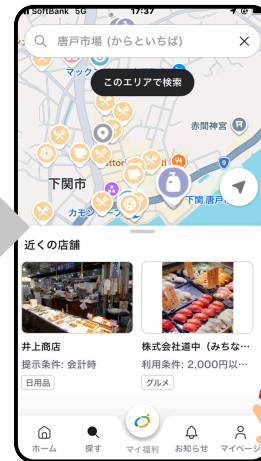 SoftBank 5G 17:37
唐戸市場 (からといちば)
マック
このエリアで検索
赤間神宮
下関市
カモン
下関 唐戸
9
近くの店舗
井上商店
株式会社道中（みちな…
提示条件: 会計時
利用条件: 2,000円以…
日用品
グルメ
ホーム
探す
マイ福利
お知らせ
マイページ